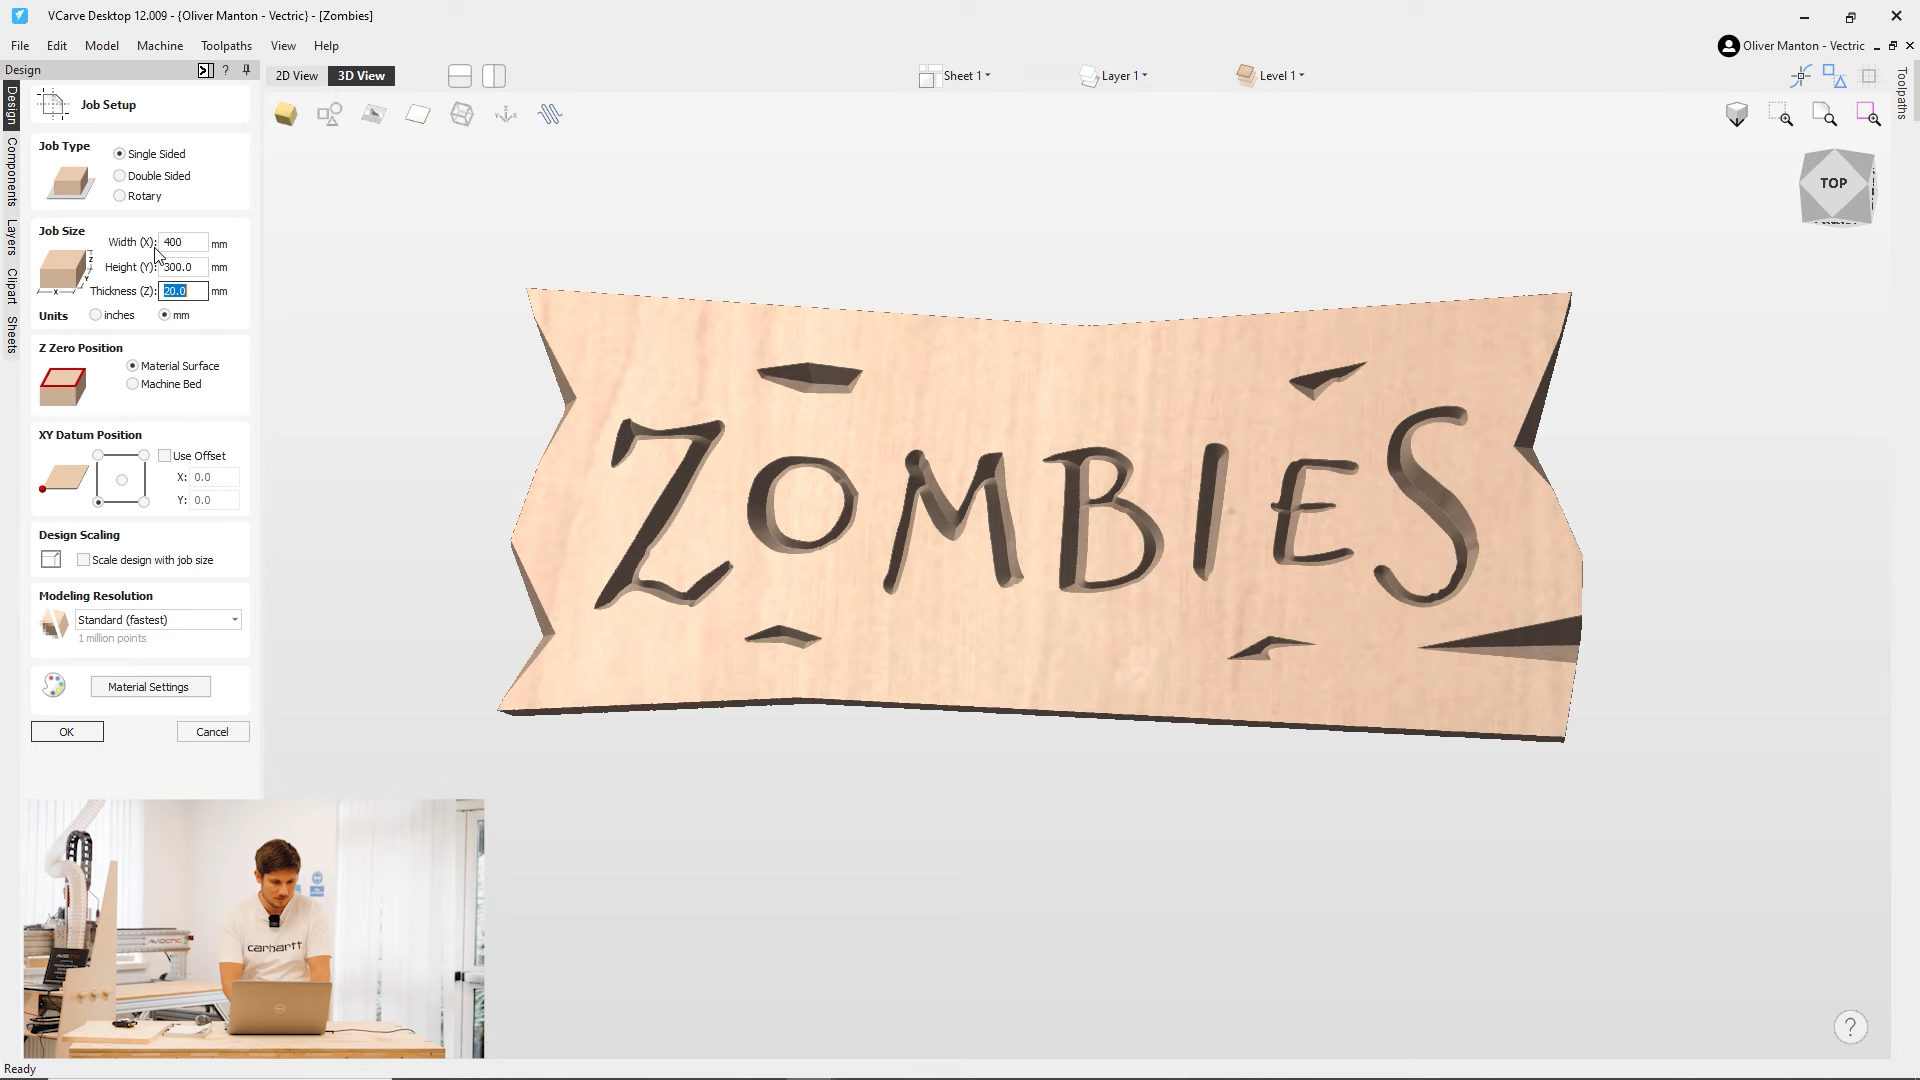 VCarve Desktop 12.009 - {Oliver Manton - Vectric} - [Zombies]
File Edit Model Machine Toolpaths View Help
Oliver Manton - Vectric
Design
?
2D View 3D View
Sheet 1
Layer 1
Level 1
Toolpaths
Design
Components
Layers
Clipart
Sheets
Job Setup
Job Type
Single Sided
Double Sided
Rotary
Job Size
Width (X): 400 mm
Height (Y): 300.0 mm
Thickness (Z): 20.0 mm
Z
Y
X
Units inches mm
Z Zero Position
Material Surface
Machine Bed
XY Datum Position
Use Offset
X: 0.0
Y: 0.0
Design Scaling
Scale design with job size
Modeling Resolution
Standard (fastest)
1 million points
Material Settings
OK Cancel
TOP
ZOMBIES
carhartt
DELL
?
Ready